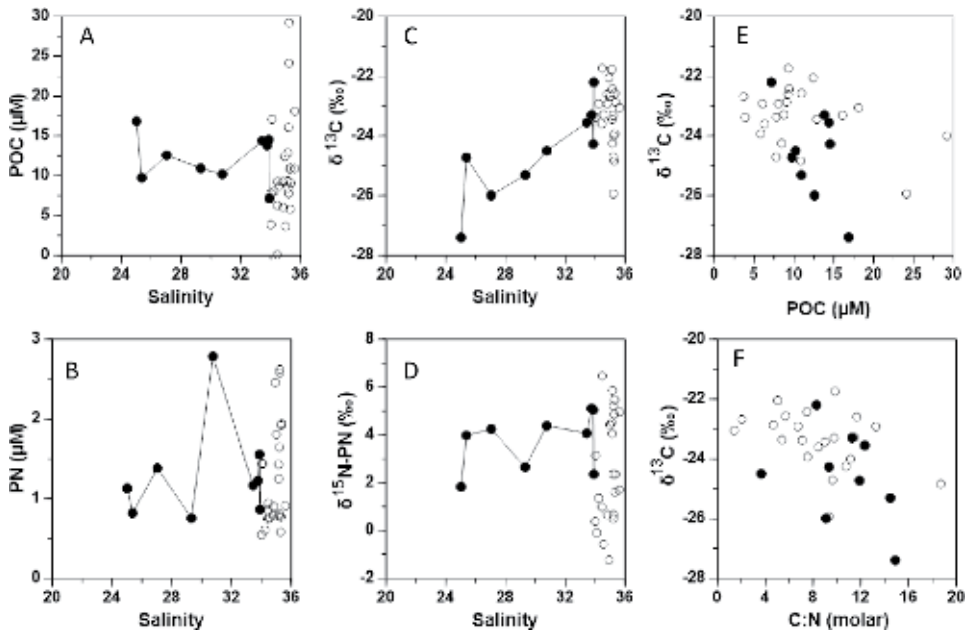 A
POC (µM)
30
25
20
15
10
5
0
20 24 28 32 36
Salinity
C
δ 13C (‰)
-20
-22
-24
-26
-28
20 24 28 32 36
Salinity
E
δ 13C (‰)
-20
-22
-24
-26
-28
0 5 10 15 20 25 30
POC (µM)
B
PN (µM)
3
2
1
0
20 24 28 32 36
Salinity
D
δ15N-PN (‰)
8
6
4
2
0
-2
20 24 28 32 36
Salinity
F
δ13C (‰)
-20
-22
-24
-26
-28
0 4 8 12 16 20
C:N (molar)